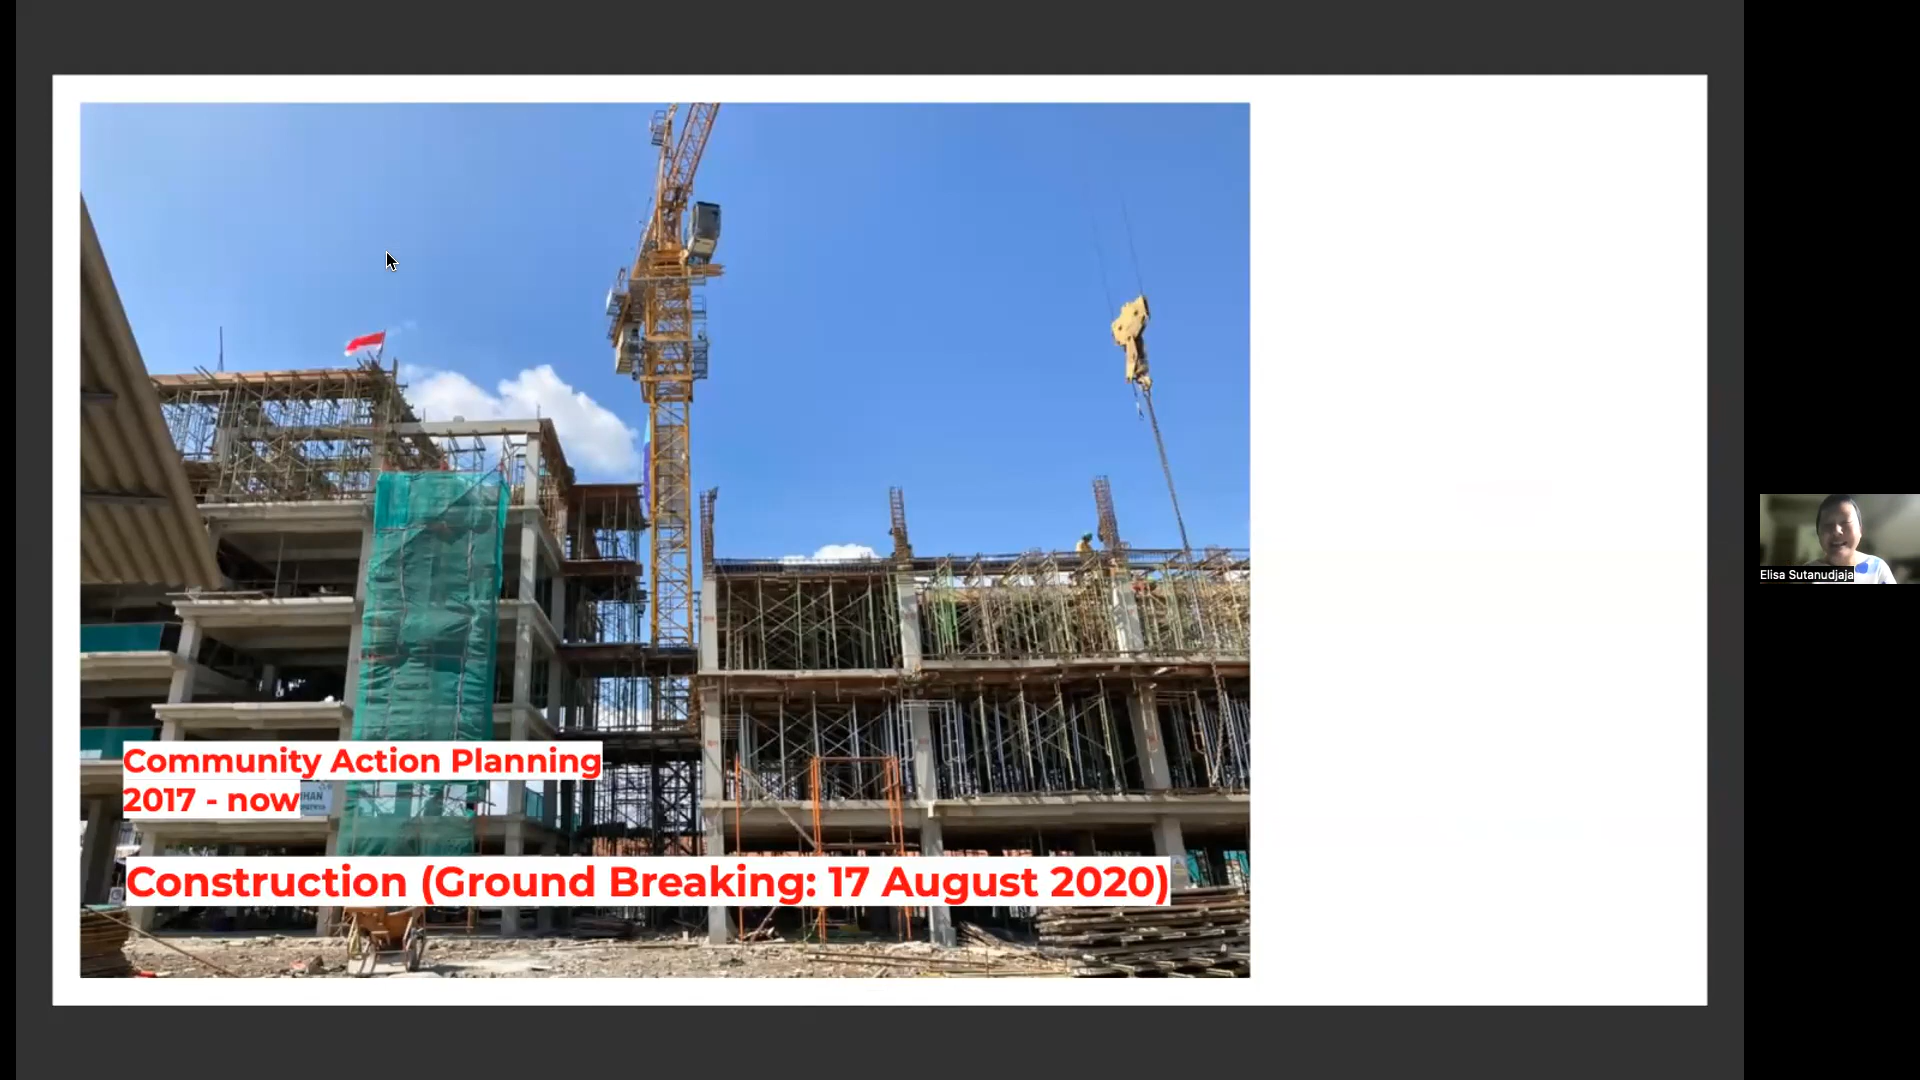 Community Action Planning
2017 - now
Construction (Ground Breaking: 17 August 2020)
Elisa Sutanudjaja